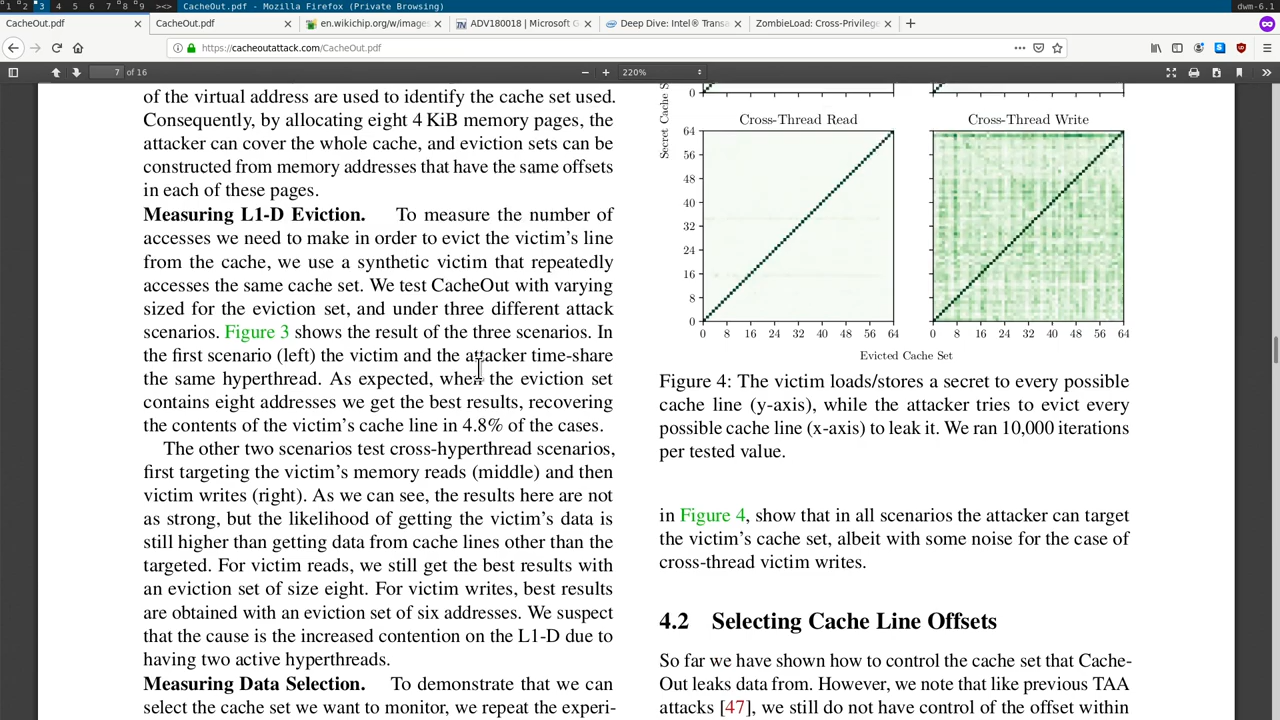 1 2 3 4 5 6 7 8 9 ><> CacheOut.pdf - Mozilla Firefox (Private Browsing) dwm-6.1
CacheOut.pdf × CacheOut.pdf × en.wikichip.org/w/images × ADV180018 | Microsoft G × Deep Dive: Intel® Transa × ZombieLoad: Cross-Privilege ×
https://cacheoutattack.com/CacheOut.pdf
7 of 16 220%
of the virtual address are used to identify the cache set used.
Consequently, by allocating eight 4 KiB memory pages, the
attacker can cover the whole cache, and eviction sets can be
constructed from memory addresses that have the same offsets
in each of these pages.
Measuring L1-D Eviction. To measure the number of
accesses we need to make in order to evict the victim's line
from the cache, we use a synthetic victim that repeatedly
accesses the same cache set. We test CacheOut with varying
sized for the eviction set, and under three different attack
scenarios. Figure 3 shows the result of the three scenarios. In
the first scenario (left) the victim and the attacker time-share
the same hyperthread. As expected, when the eviction set
contains eight addresses we get the best results, recovering
the contents of the victim's cache line in 4.8% of the cases.
The other two scenarios test cross-hyperthread scenarios,
first targeting the victim's memory reads (middle) and then
victim writes (right). As we can see, the results here are not
as strong, but the likelihood of getting the victim's data is
still higher than getting data from cache lines other than the
targeted. For victim reads, we still get the best results with
an eviction set of size eight. For victim writes, best results
are obtained with an eviction set of six addresses. We suspect
that the cause is the increased contention on the L1-D due to
having two active hyperthreads.
Measuring Data Selection. To demonstrate that we can
select the cache set we want to monitor, we repeat the experi-
Secret Cache S
0
Cross-Thread Read Cross-Thread Write
64
56
48
40
32
24
16
8
0
0 8 16 24 32 40 48 56 64 0 8 16 24 32 40 48 56 64
Evicted Cache Set
Figure 4: The victim loads/stores a secret to every possible
cache line (y-axis), while the attacker tries to evict every
possible cache line (x-axis) to leak it. We ran 10,000 iterations
per tested value.
in Figure 4, show that in all scenarios the attacker can target
the victim's cache set, albeit with some noise for the case of
cross-thread victim writes.
4.2 Selecting Cache Line Offsets
So far we have shown how to control the cache set that Cache-
Out leaks data from. However, we note that like previous TAA
attacks [47], we still do not have control of the offset within